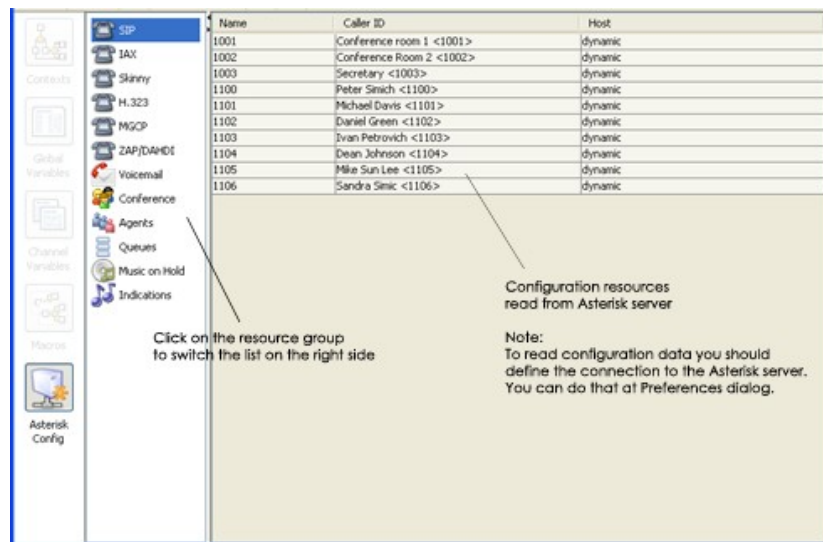 Contexts
Global
Variables
Channel
Variables
Macros
Asterisk
Config
SIP
IAX
Skinny
H.323
MGCP
ZAP/DAHDI
Voicemail
Conference
Agents
Queues
Music on Hold
Indications
Name Caller ID Host
1001 Conference room 1 <1001> dynamic
1002 Conference Room 2 <1002> dynamic
1003 Secretary <1003> dynamic
1100 Peter Simich <1100> dynamic
1101 Michael Davis <1101> dynamic
1102 Daniel Green <1102> dynamic
1103 Ivan Petrovich <1103> dynamic
1104 Dean Johnson <1104> dynamic
1105 Mike Sun Lee <1105> dynamic
1106 Sandra Simic <1106> dynamic
Click on the resource group
to switch the list on the right side
Configuration resources
read from Asterisk server
Note:
To read configuration data you should
define the connection to the Asterisk server.
You can do that at Preferences dialog.